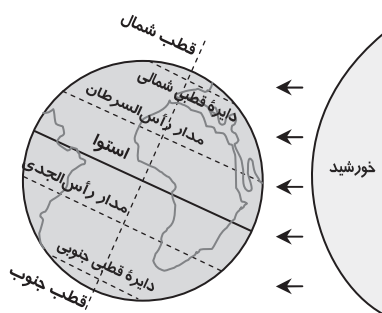 قطب شمال
دایرهٔ قطبی شمالی
مدار رأس‌السرطان
استوا
خورشید
مدار رأس‌الجدی
دایرهٔ قطبی جنوبی
قطب جنوب